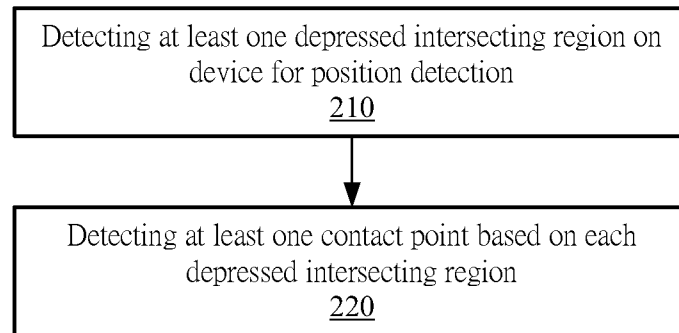 Detecting at least one depressed intersecting region on
device for position detection
210
Detecting at least one contact point based on each
depressed intersecting region
220